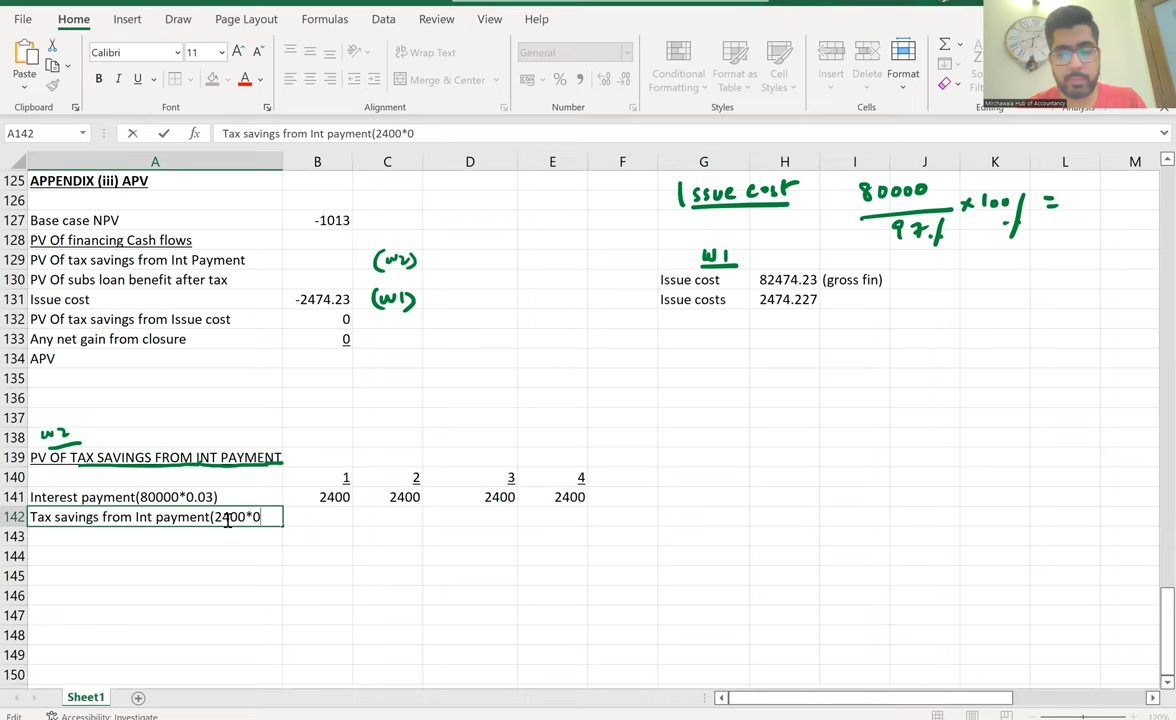 File Home Insert Draw Page Layout Formulas Data Review View Help
Paste Calibri 11 A A Wrap Text General Conditional Format as Cell Insert Delete Format
B I U A Merge & Center % Formatting Table Styles
Clipboard Font Alignment Number Styles Cells
Mirchawala Hub of Accountancy
A142 fx Tax savings from Int payment(2400*0
A B C D E F G H I J K L M
125 APPENDIX (iii) APV Issue cost 80000
126 97% x 100% =
127 Base case NPV -1013
128 PV Of financing Cash flows
129 PV Of tax savings from Int Payment (W2) W1
130 PV Of subs loan benefit after tax Issue cost 82474.23 (gross fin)
131 Issue cost -2474.23 (W1) Issue costs 2474.227
132 PV Of tax savings from Issue cost 0
133 Any net gain from closure 0
134 APV
135
136
137
138 W2
139 PV OF TAX SAVINGS FROM INT PAYMENT
140 1 2 3 4
141 Interest payment(80000*0.03) 2400 2400 2400 2400
142 Tax savings from Int payment(2400*0
143
144
145
146
147
148
149
150
Sheet1
Edit Accessibility: Investigate 120%